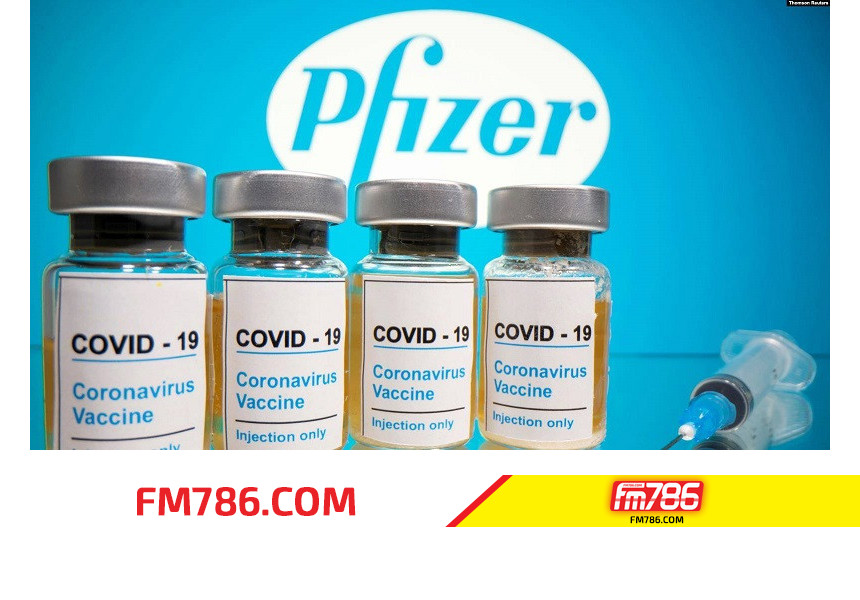 Thomson Reuters
Pfizer
COVID - 19
Coronavirus
Vaccine
COVID - 19
Coronavirus
Vaccine
Injection only
COVID - 19
Coronavirus
Vaccine
Injection only
COVID - 19
Coronavirus
Vaccine
Injection only
FM786.COM
fm786
FM786.COM